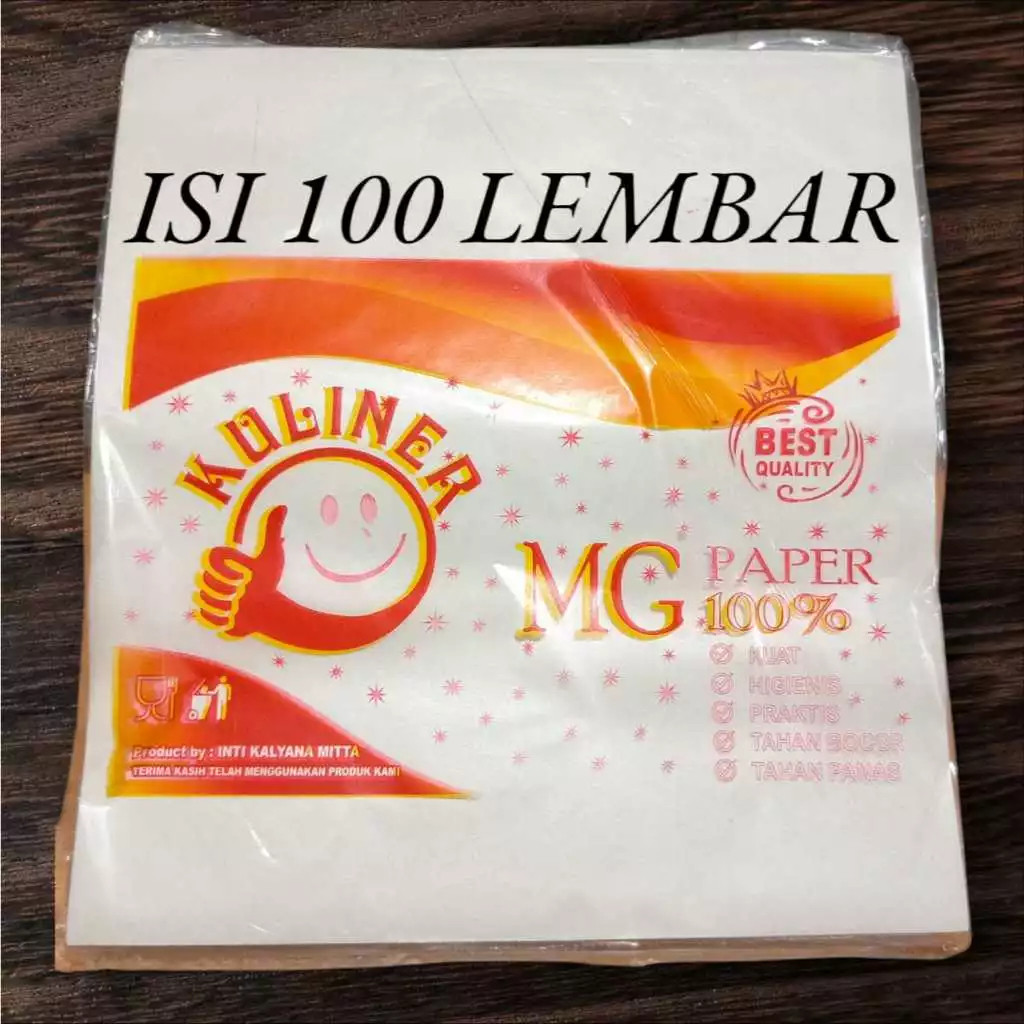 ISI 100 LEMBAR
KULINER
BEST
QUALITY
MG PAPER
100%
KUAT
HIGIENIS
PRAKTIS
TAHAN BOCOR
TAHAN PANAS
Product by : INTI KALYANA MITTA
TERIMA KASIH TELAH MENGGUNAKAN PRODUK KAMI